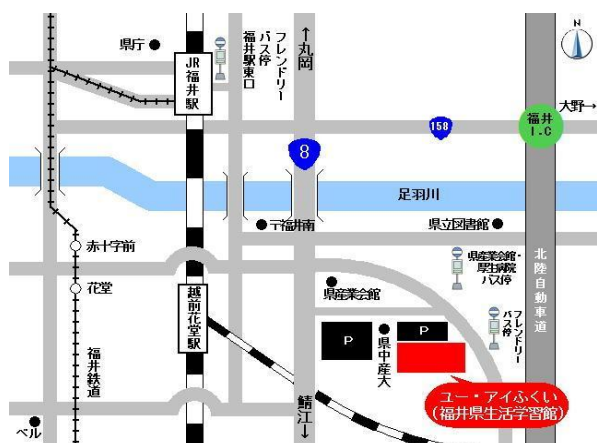 N
県庁
JR福井駅
福井駅東口
バス停
フレンドリー
↑丸岡
大野→
福井
I.C
158
8
足羽川
〒福井南
県立図書館
赤十字前
花堂
福井鉄道
ベル
越前花堂駅
県産業会館
県産業会館・
厚生病院
バス停
フレンドリー
バス停
北陸自動車道
P
県中産大
P
ユー・アイふくい
(福井県生活学習館)
鯖江↓